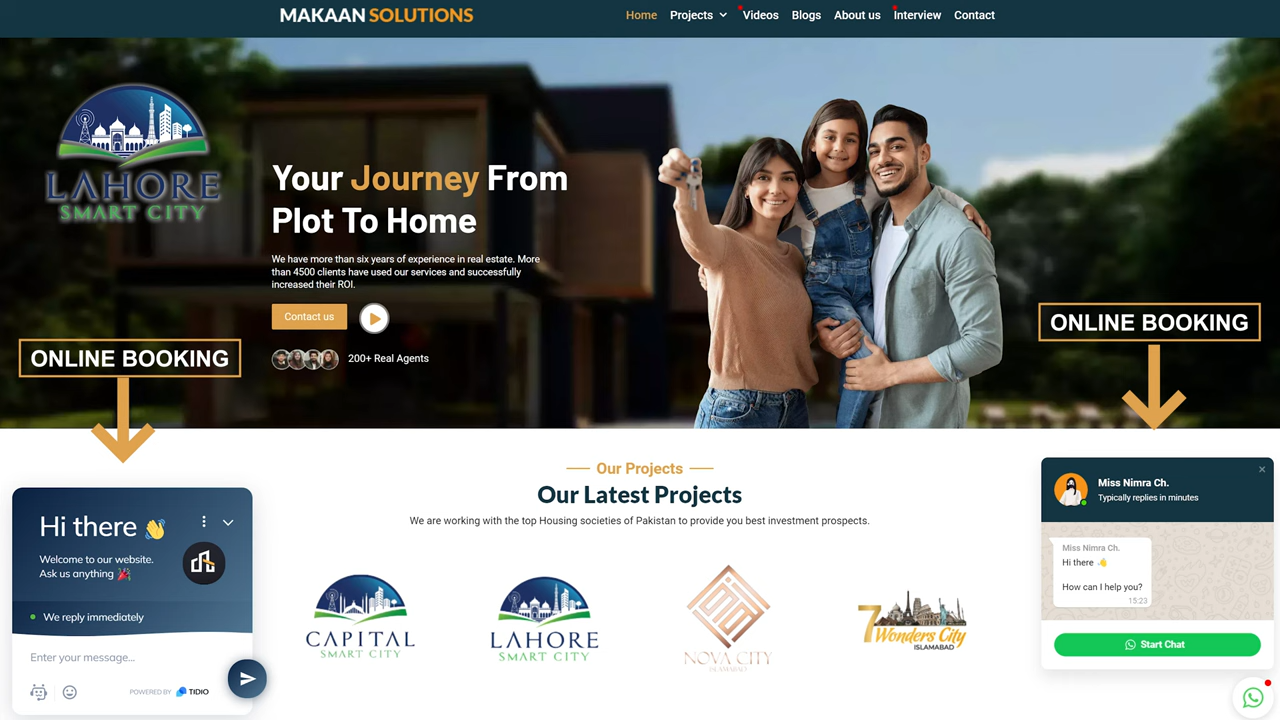 MAKAAN SOLUTIONS
Home Projects Videos Blogs About us Interview Contact
LAHORE
SMART CITY
Your Journey From
Plot To Home
We have more than six years of experience in real estate. More
than 4500 clients have used our services and successfully
increased their ROI.
Contact us
200+ Real Agents
ONLINE BOOKING
ONLINE BOOKING
Our Projects
Our Latest Projects
We are working with the top Housing societies of Pakistan to provide you best investment prospects.
CAPITAL
SMART CITY
LAHORE
SMART CITY
NOVA CITY
ISLAMABAD
7 Wonders City
ISLAMABAD
Hi there 👋
Welcome to our website.
Ask us anything 🎉
We reply immediately
Enter your message...
POWERED BY TIDIO
Miss Nimra Ch.
Typically replies in minutes
Miss Nimra Ch.
Hi there 👋
How can I help you?
15:23
Start Chat